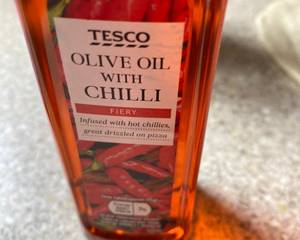 TESCO
OLIVE OIL
WITH
CHILLI
FIERY
Infused with hot chillies,
great drizzled on pizza